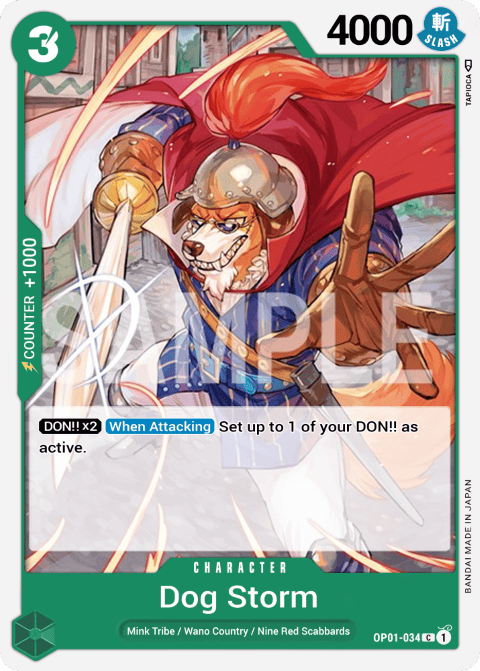 3
4000
斬
SLASH
TAPIOCA
COUNTER +1000
SAMPLE
DON!! x2 When Attacking Set up to 1 of your DON!! as
active.
BANDAI MADE IN JAPAN
CHARACTER
Dog Storm
Mink Tribe / Wano Country / Nine Red Scabbards
OP01-034 C 1